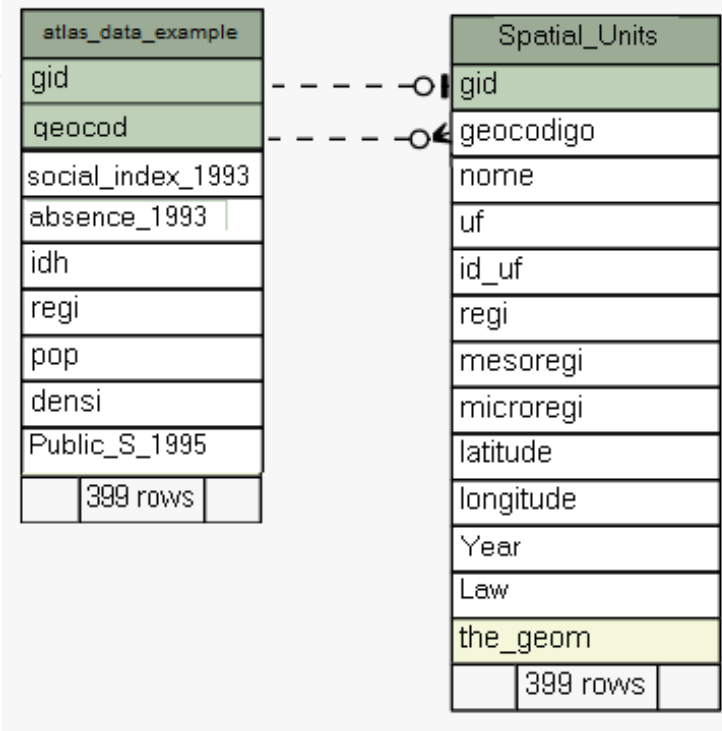 atlas_data_example
gid
qeocod
social_index_1993
absence_1993
idh
regi
pop
densi
Public_S_1995
399 rows
Spatial_Units
gid
geocodigo
nome
uf
id_uf
regi
mesoregi
microregi
latitude
longitude
Year
Law
the_geom
399 rows